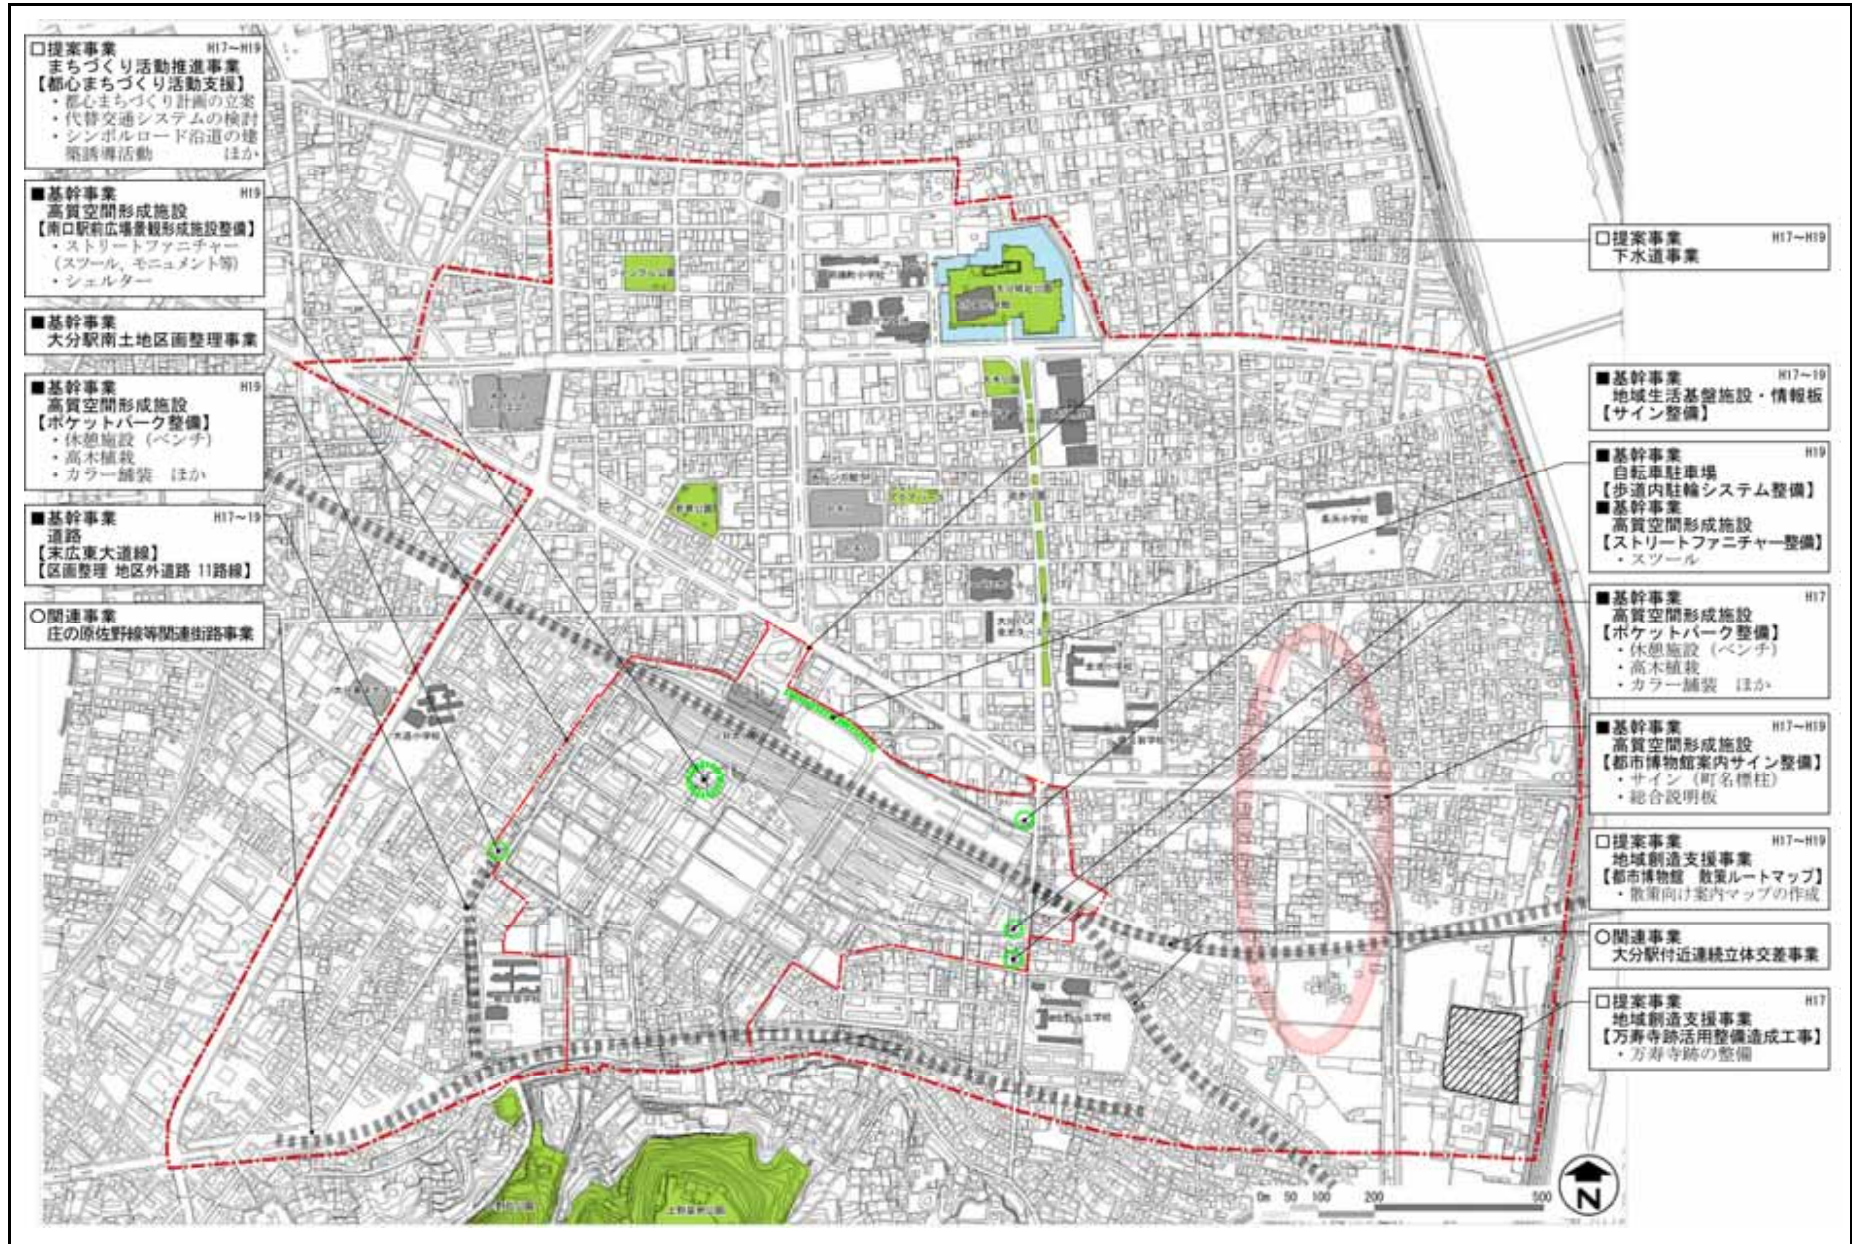 □提案事業 H17～H19
まちづくり活動推進事業
【都心まちづくり活動支援】
・都心まちづくり計画の立案
・代替交通システムの検討
・シンボルロード沿道の建
築誘導活動 ほか
■基幹事業 H19
高質空間形成施設
【南口駅前広場景観形成施設整備】
・ストリートファニチャー
（スツール、モニュメント等）
・シェルター
■基幹事業
大分駅南土地区画整理事業
■基幹事業 H19
高質空間形成施設
【ポケットパーク整備】
・休憩施設（ベンチ）
・高木植栽
・カラー舗装 ほか
■基幹事業 H17～19
道路
【末広東大道線】
【区画整理 地区外道路 11路線】
○関連事業
庄の原佐野線等関連街路事業
□提案事業 H17～H19
下水道事業
■基幹事業 H17～19
地域生活基盤施設・情報板
【サイン整備】
■基幹事業 H19
自転車駐車場
【歩道内駐輪システム整備】
■基幹事業
高質空間形成施設
【ストリートファニチャー整備】
・スツール
■基幹事業 H17
高質空間形成施設
【ポケットパーク整備】
・休憩施設（ベンチ）
・高木植栽
・カラー舗装 ほか
■基幹事業 H17～H19
高質空間形成施設
【都市博物館案内サイン整備】
・サイン（町名標柱）
・総合説明板
□提案事業 H17～H19
地域創造支援事業
【都市博物館 散策ルートマップ】
・散策向け案内マップの作成
○関連事業
大分駅付近連続立体交差事業
□提案事業 H17
地域創造支援事業
【万寿寺跡活用整備造成工事】
・万寿寺跡の整備
長浜小学校
大道小学校
0m 50 100 200 500
N